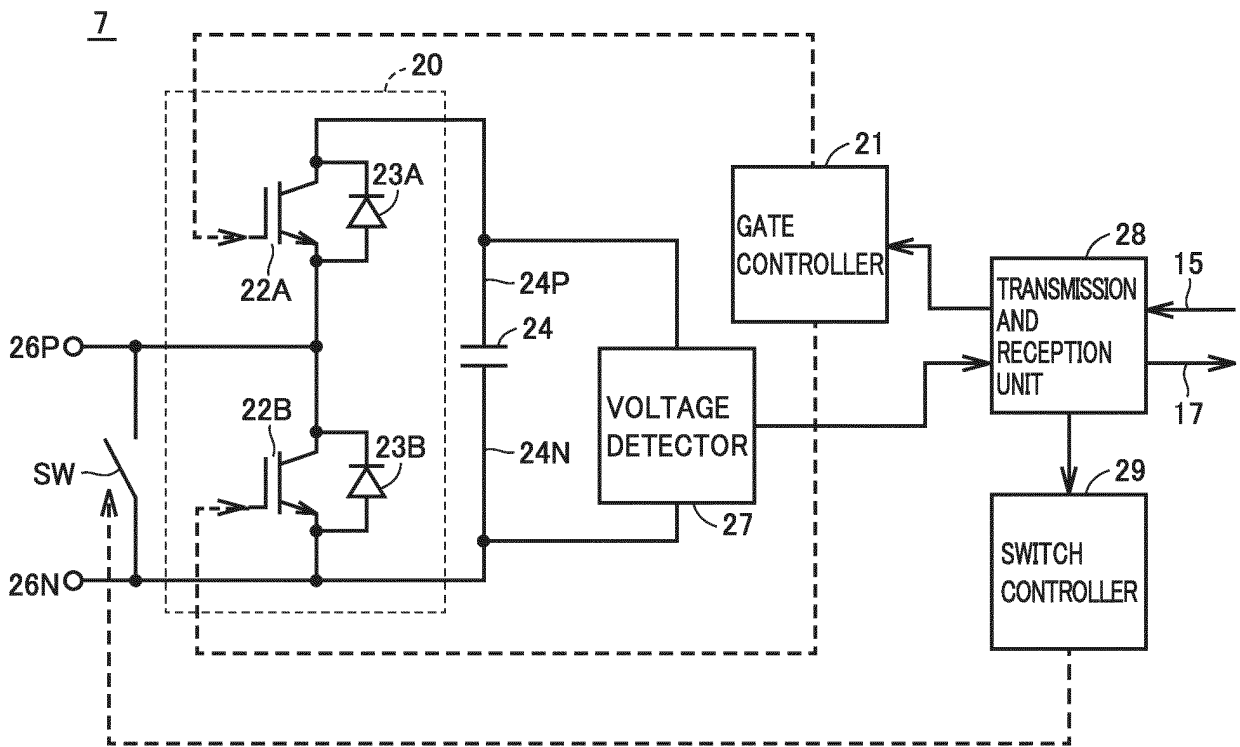 7
20
21
23A
GATE
CONTROLLER
28
15
22A
24P
TRANSMISSION
AND
RECEPTION
UNIT
26P
24
17
22B
VOLTAGE
DETECTOR
23B
24N
SW
27
29
SWITCH
CONTROLLER
26N